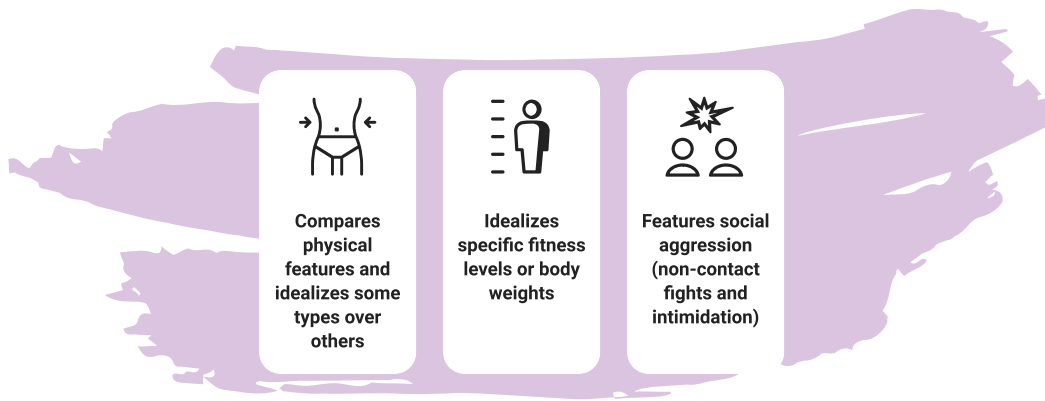 Compares
physical
features and
idealizes some
types over
others
Idealizes
specific fitness
levels or body
weights
Features social
aggression
(non-contact
fights and
intimidation)